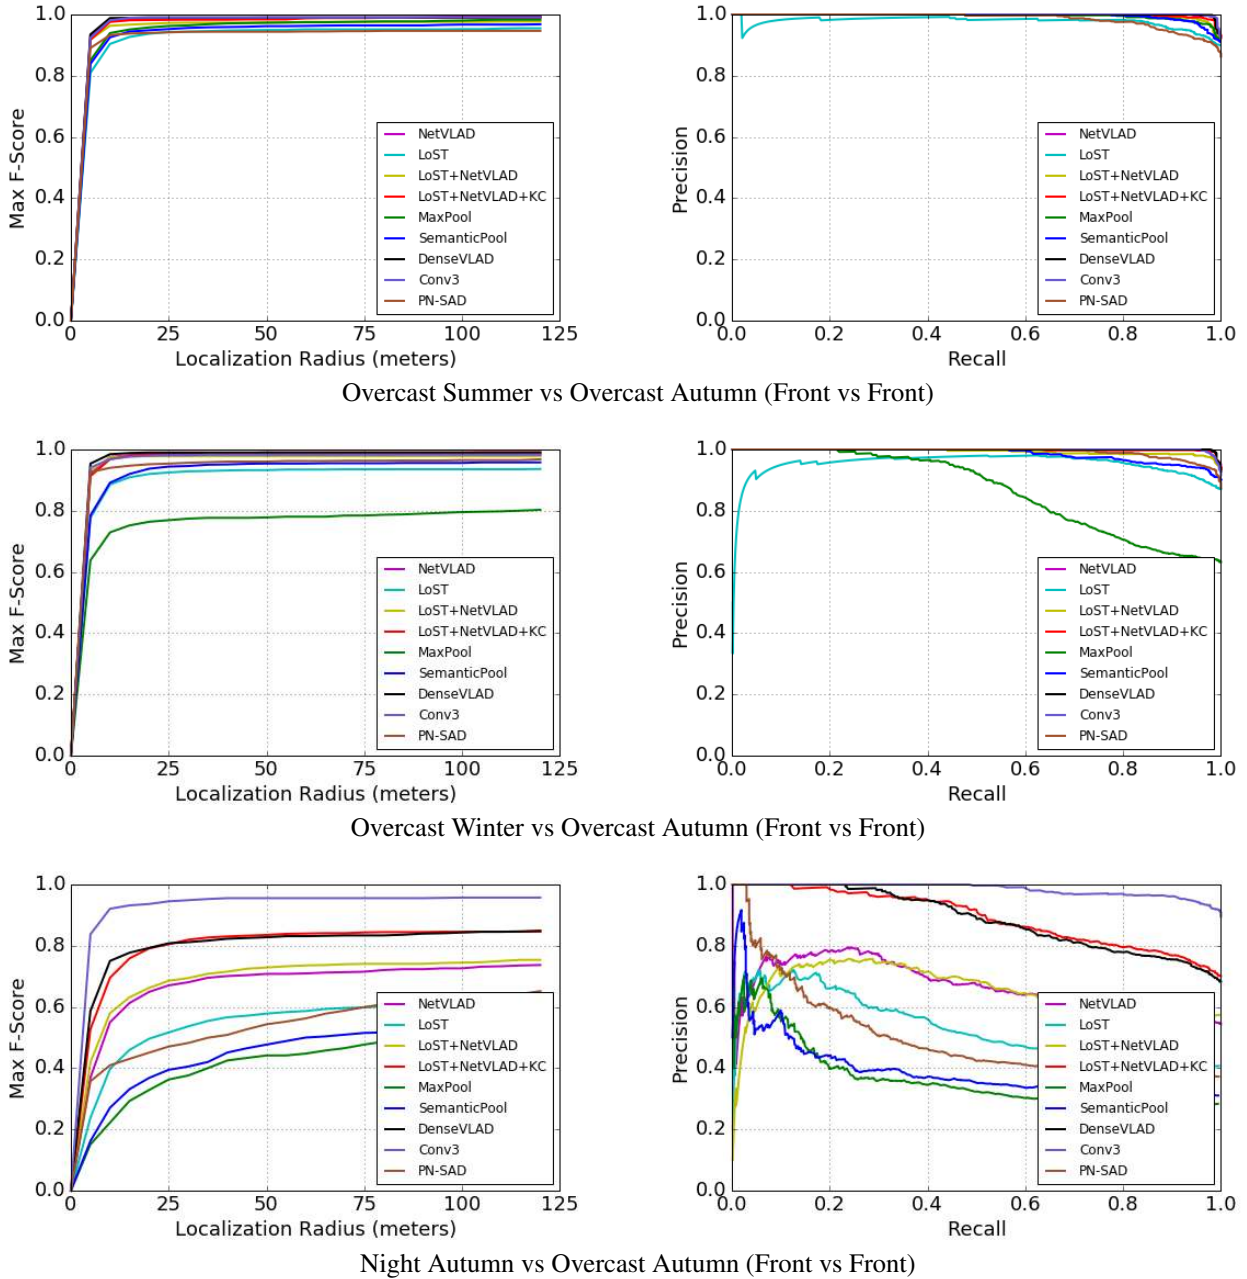 1.0
0.8
0.6
0.4
0.2
0.0
Max F-Score
0 25 50 75 100 125
Localization Radius (meters)
NetVLAD
LoST
LoST+NetVLAD
LoST+NetVLAD+KC
MaxPool
SemanticPool
DenseVLAD
Conv3
PN-SAD
1.0
0.8
0.6
0.4
0.2
0.0
Precision
0.0 0.2 0.4 0.6 0.8 1.0
Recall
NetVLAD
LoST
LoST+NetVLAD
LoST+NetVLAD+KC
MaxPool
SemanticPool
DenseVLAD
Conv3
PN-SAD
Overcast Summer vs Overcast Autumn (Front vs Front)
1.0
0.8
0.6
0.4
0.2
0.0
Max F-Score
0 25 50 75 100 125
Localization Radius (meters)
NetVLAD
LoST
LoST+NetVLAD
LoST+NetVLAD+KC
MaxPool
SemanticPool
DenseVLAD
Conv3
PN-SAD
1.0
0.8
0.6
0.4
0.2
0.0
Precision
0.0 0.2 0.4 0.6 0.8 1.0
Recall
NetVLAD
LoST
LoST+NetVLAD
LoST+NetVLAD+KC
MaxPool
SemanticPool
DenseVLAD
Conv3
PN-SAD
Overcast Winter vs Overcast Autumn (Front vs Front)
1.0
0.8
0.6
0.4
0.2
0.0
Max F-Score
0 25 50 75 100 125
Localization Radius (meters)
NetVLAD
LoST
LoST+NetVLAD
LoST+NetVLAD+KC
MaxPool
SemanticPool
DenseVLAD
Conv3
PN-SAD
1.0
0.8
0.6
0.4
0.2
0.0
Precision
0.0 0.2 0.4 0.6 0.8 1.0
Recall
NetVLAD
LoST
LoST+NetVLAD
LoST+NetVLAD+KC
MaxPool
SemanticPool
DenseVLAD
Conv3
PN-SAD
Night Autumn vs Overcast Autumn (Front vs Front)